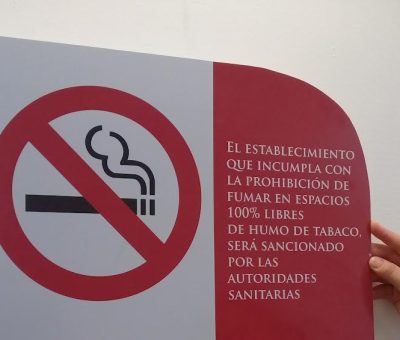 EL ESTABLECIMIENTO
QUE INCUMPLA CON
LA PROHIBICIÓN DE
FUMAR EN ESPACIOS
100% LIBRES
DE HUMO DE TABACO,
SERÁ SANCIONADO
POR LAS
AUTORIDADES
SANITARIAS